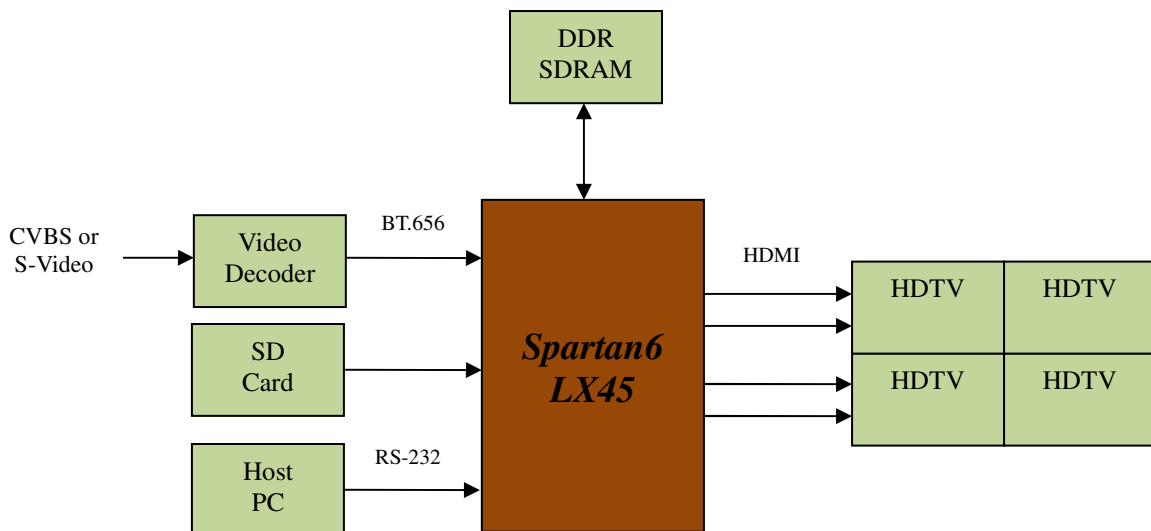 DDR
SDRAM
CVBS or
S-Video
Video
Decoder
BT.656
SD
Card
Host
PC
RS-232
Spartan6
LX45
HDMI
HDTV
HDTV
HDTV
HDTV